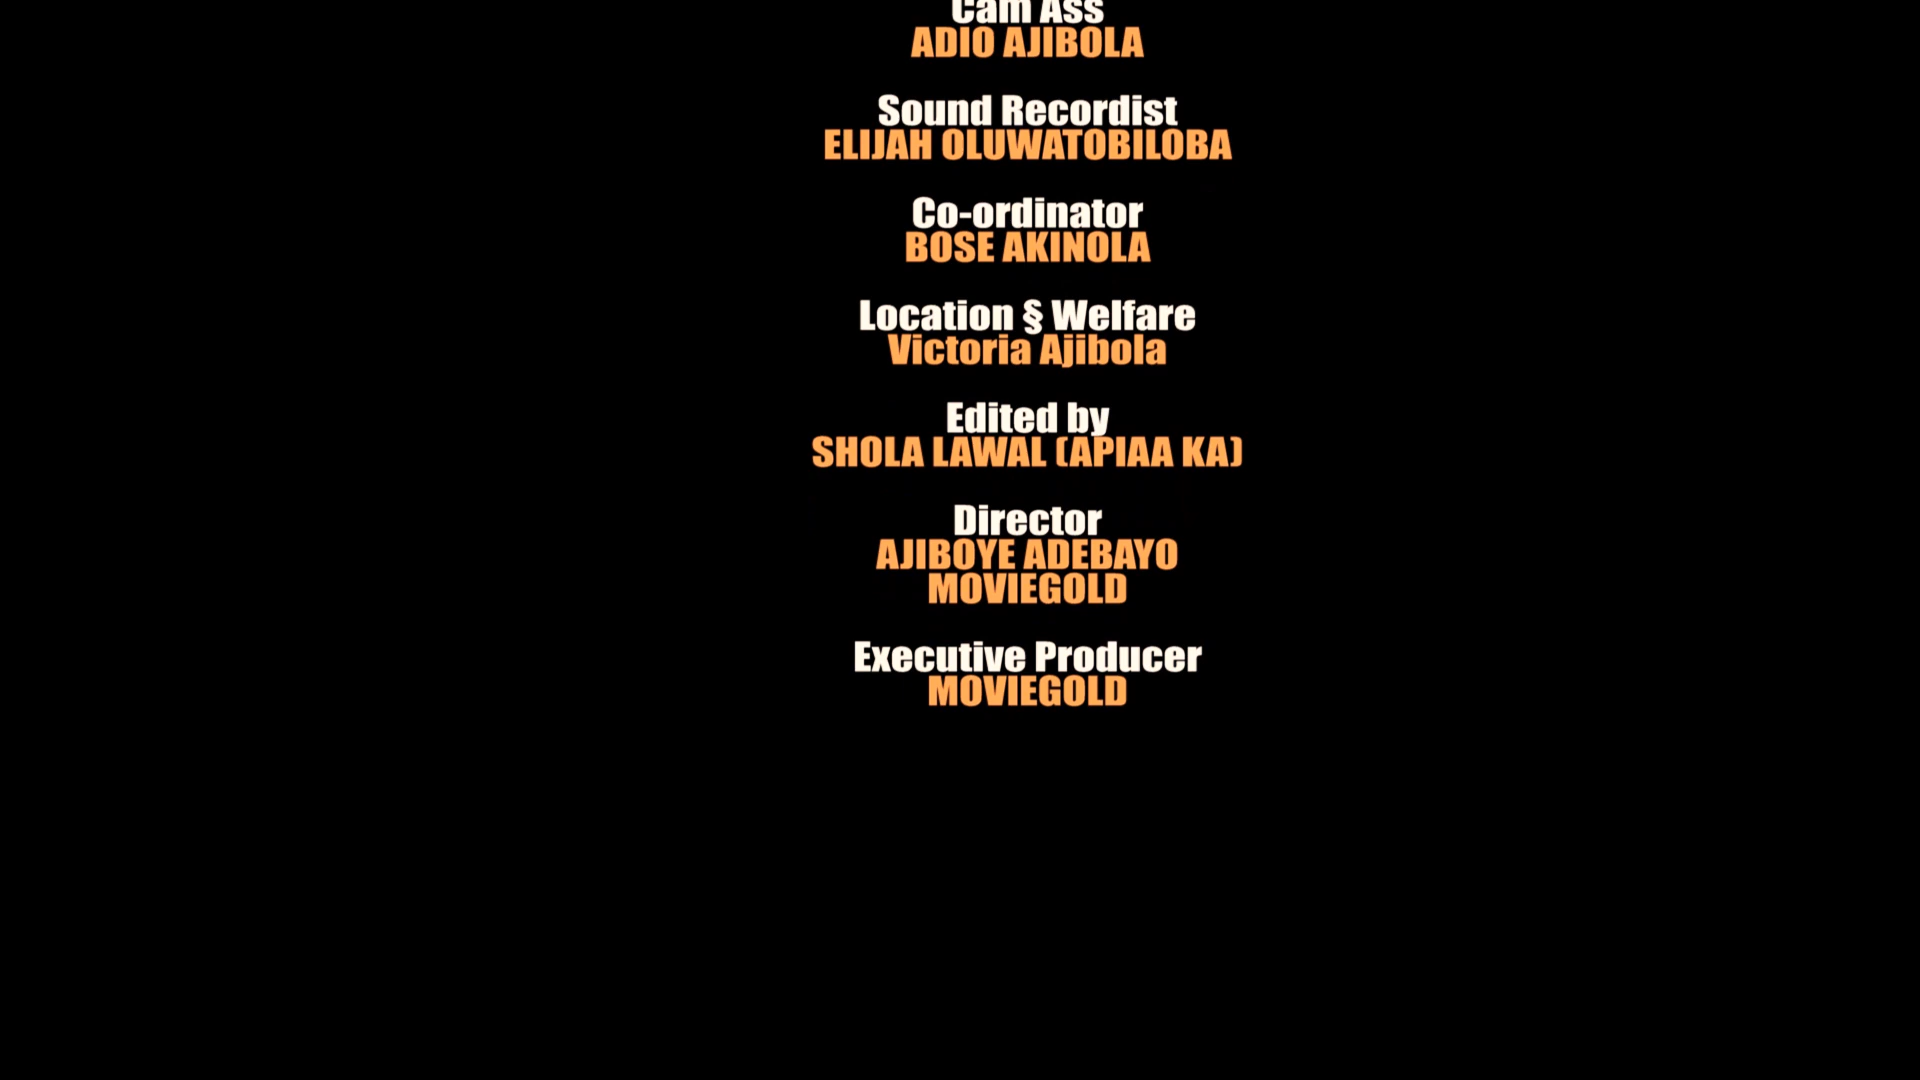 Cam Ass
ADIO AJIBOLA
Sound Recordist
ELIJAH OLUWATOBILOBA
Co-ordinator
BOSE AKINOLA
Location § Welfare
Victoria Ajibola
Edited by
SHOLA LAWAL (APIAA KA)
Director
AJIBOYE ADEBAYO
MOVIEGOLD
Executive Producer
MOVIEGOLD